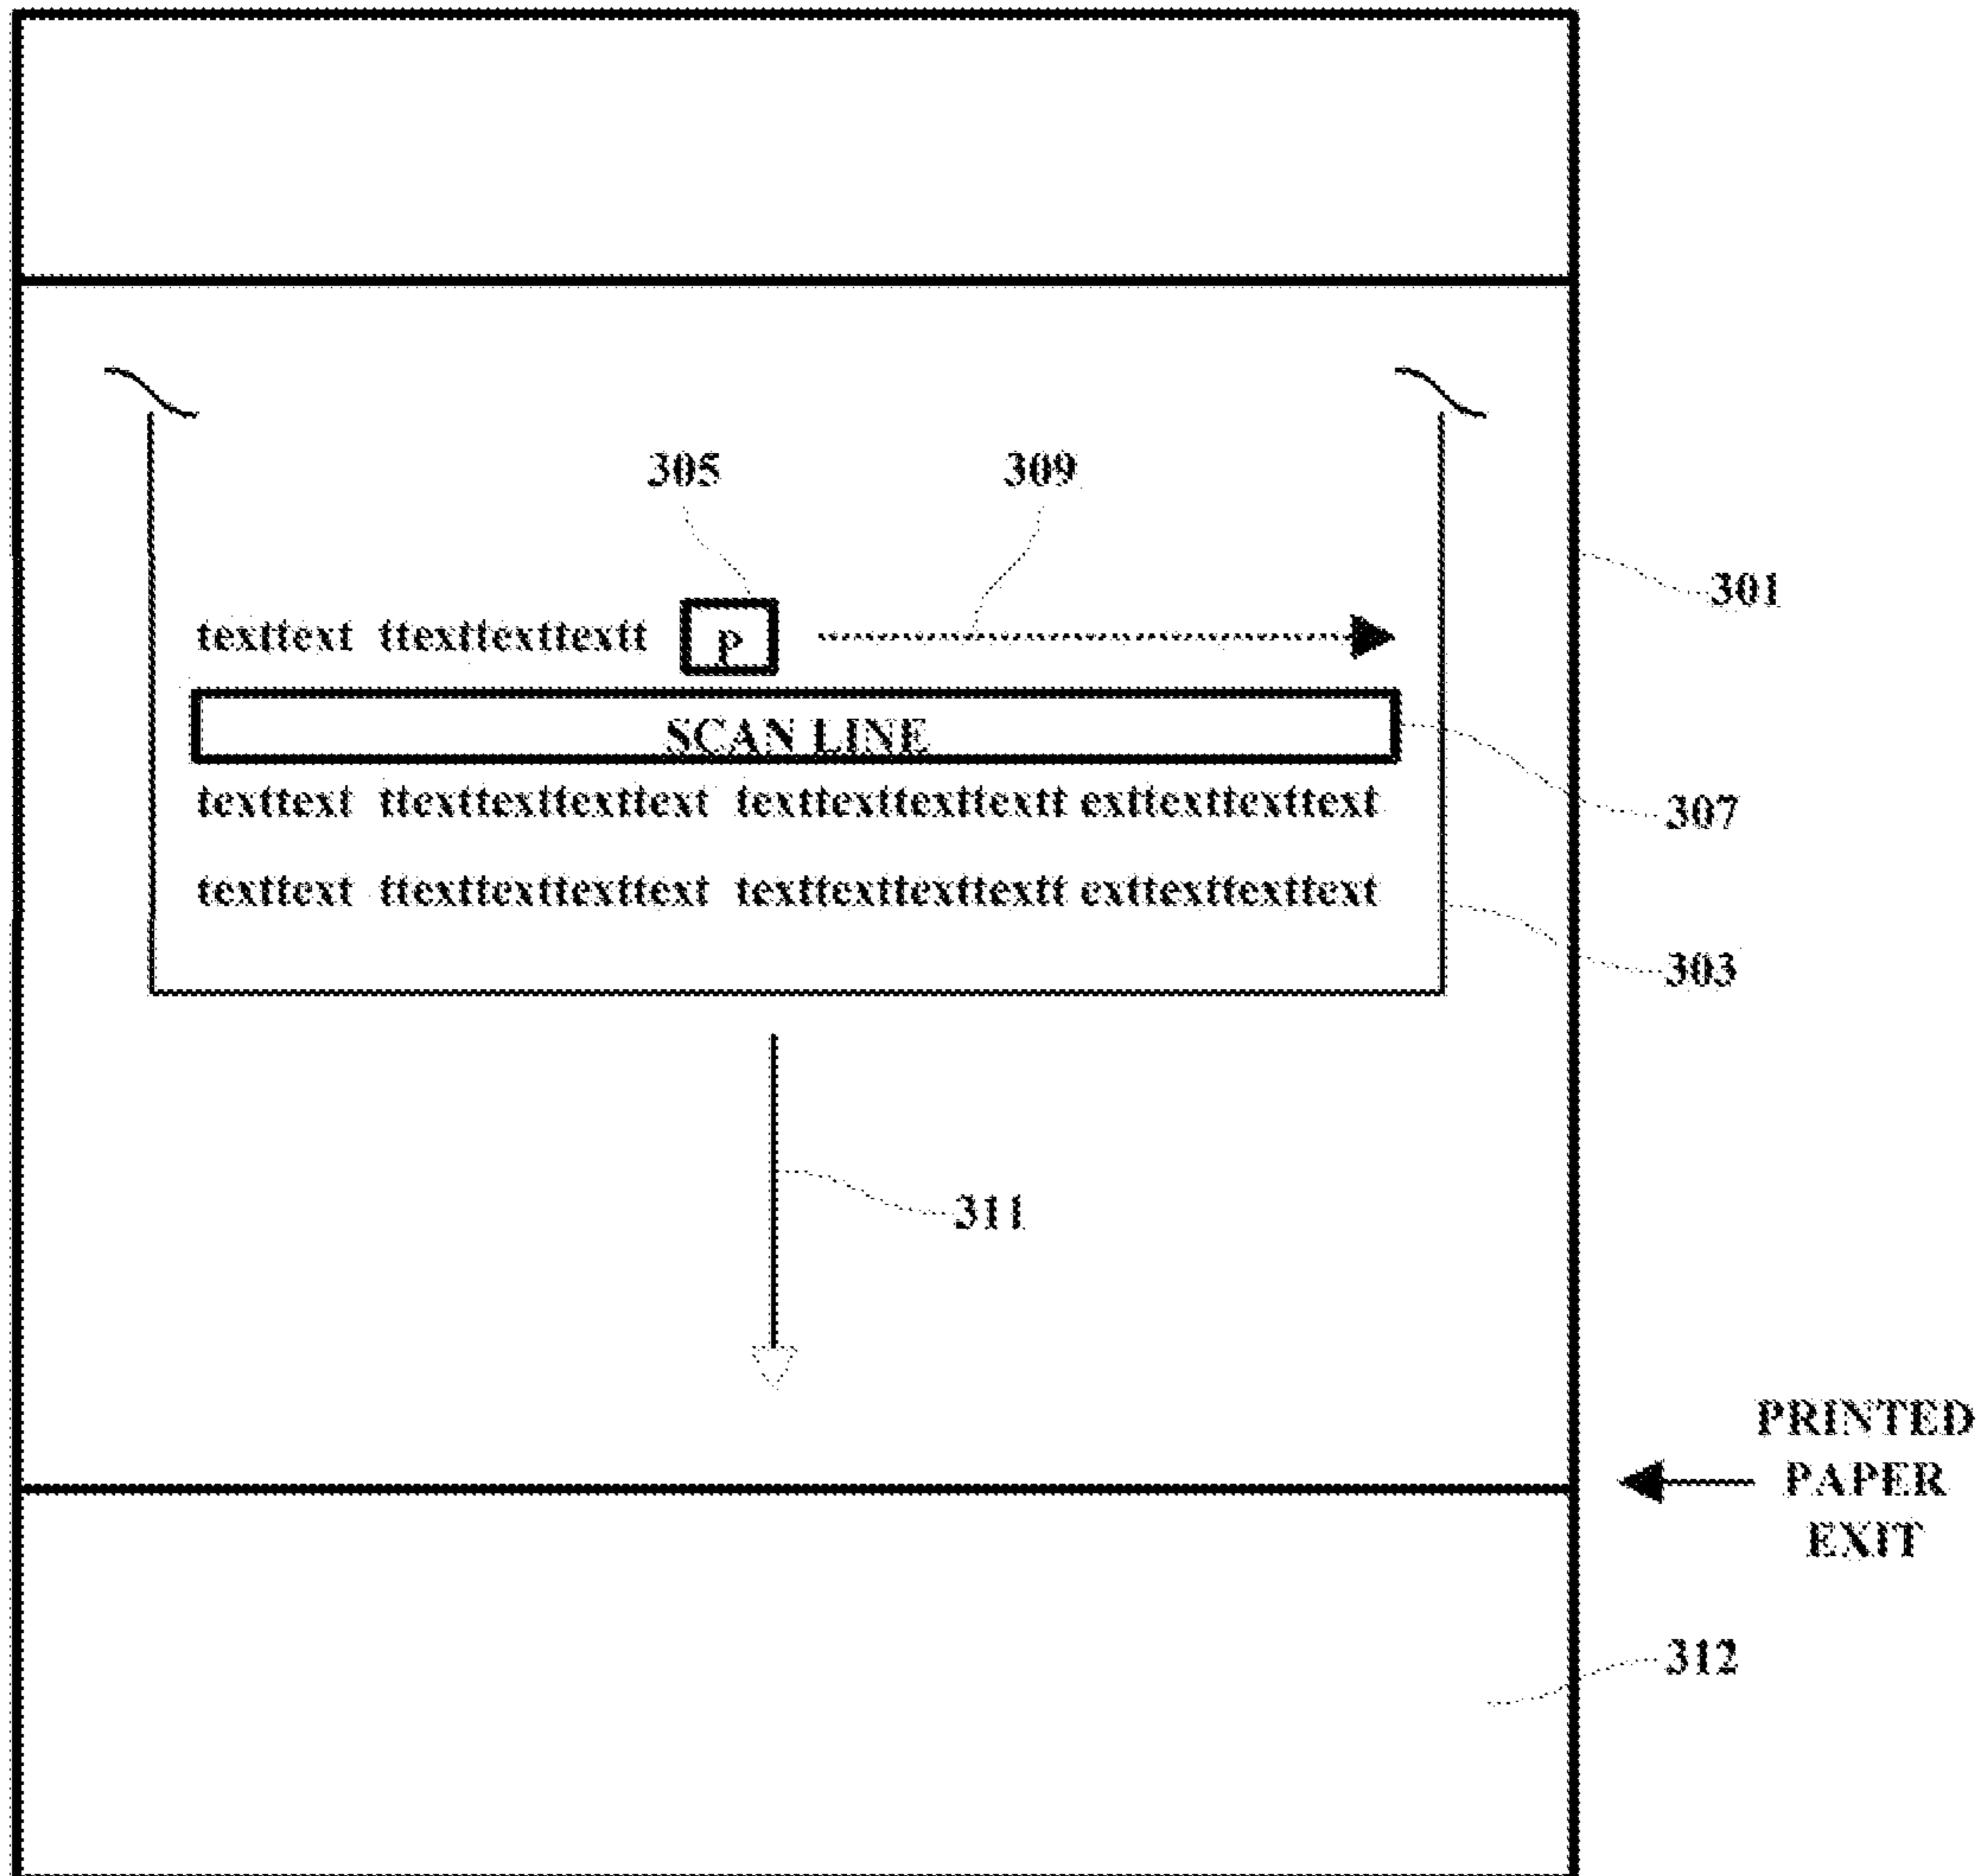 305
309
301
texttext ttexttexttextt P
SCAN LINE
307
texttext ttexttexttexttext texttexttexttextt exttexttexttext
texttext ttexttexttexttext texttexttexttextt exttexttexttext
303
311
PRINTED
PAPER
EXIT
312